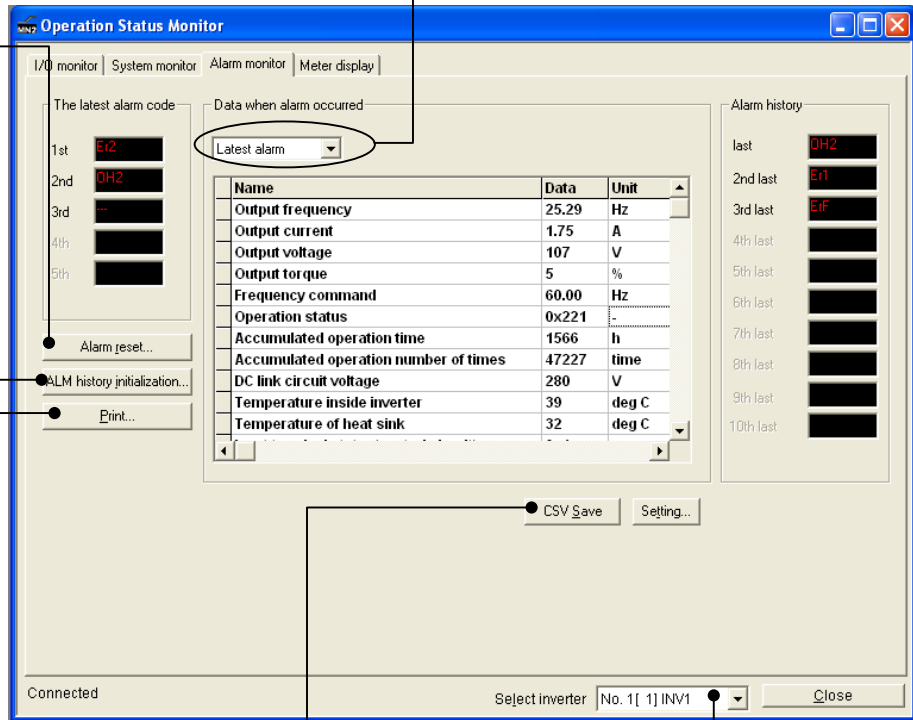 MN2 Operation Status Monitor
I/O monitor System monitor Alarm monitor Meter display
The latest alarm code
1st Er2
2nd OH2
3rd ---
4th
5th
Alarm reset...
ALM history initialization...
Print...
Data when alarm occurred
Latest alarm
Name Data Unit
Output frequency 25.29 Hz
Output current 1.75 A
Output voltage 107 V
Output torque 5 %
Frequency command 60.00 Hz
Operation status 0x221 -
Accumulated operation time 1566 h
Accumulated operation number of times 47227 time
DC link circuit voltage 280 V
Temperature inside inverter 39 deg C
Temperature of heat sink 32 deg C
CSV Save Setting...
Alarm history
last OH2
2nd last Er1
3rd last ErF
4th last
5th last
6th last
7th last
8th last
9th last
10th last
Connected
Select inverter No. 1[ 1] INV1
Close